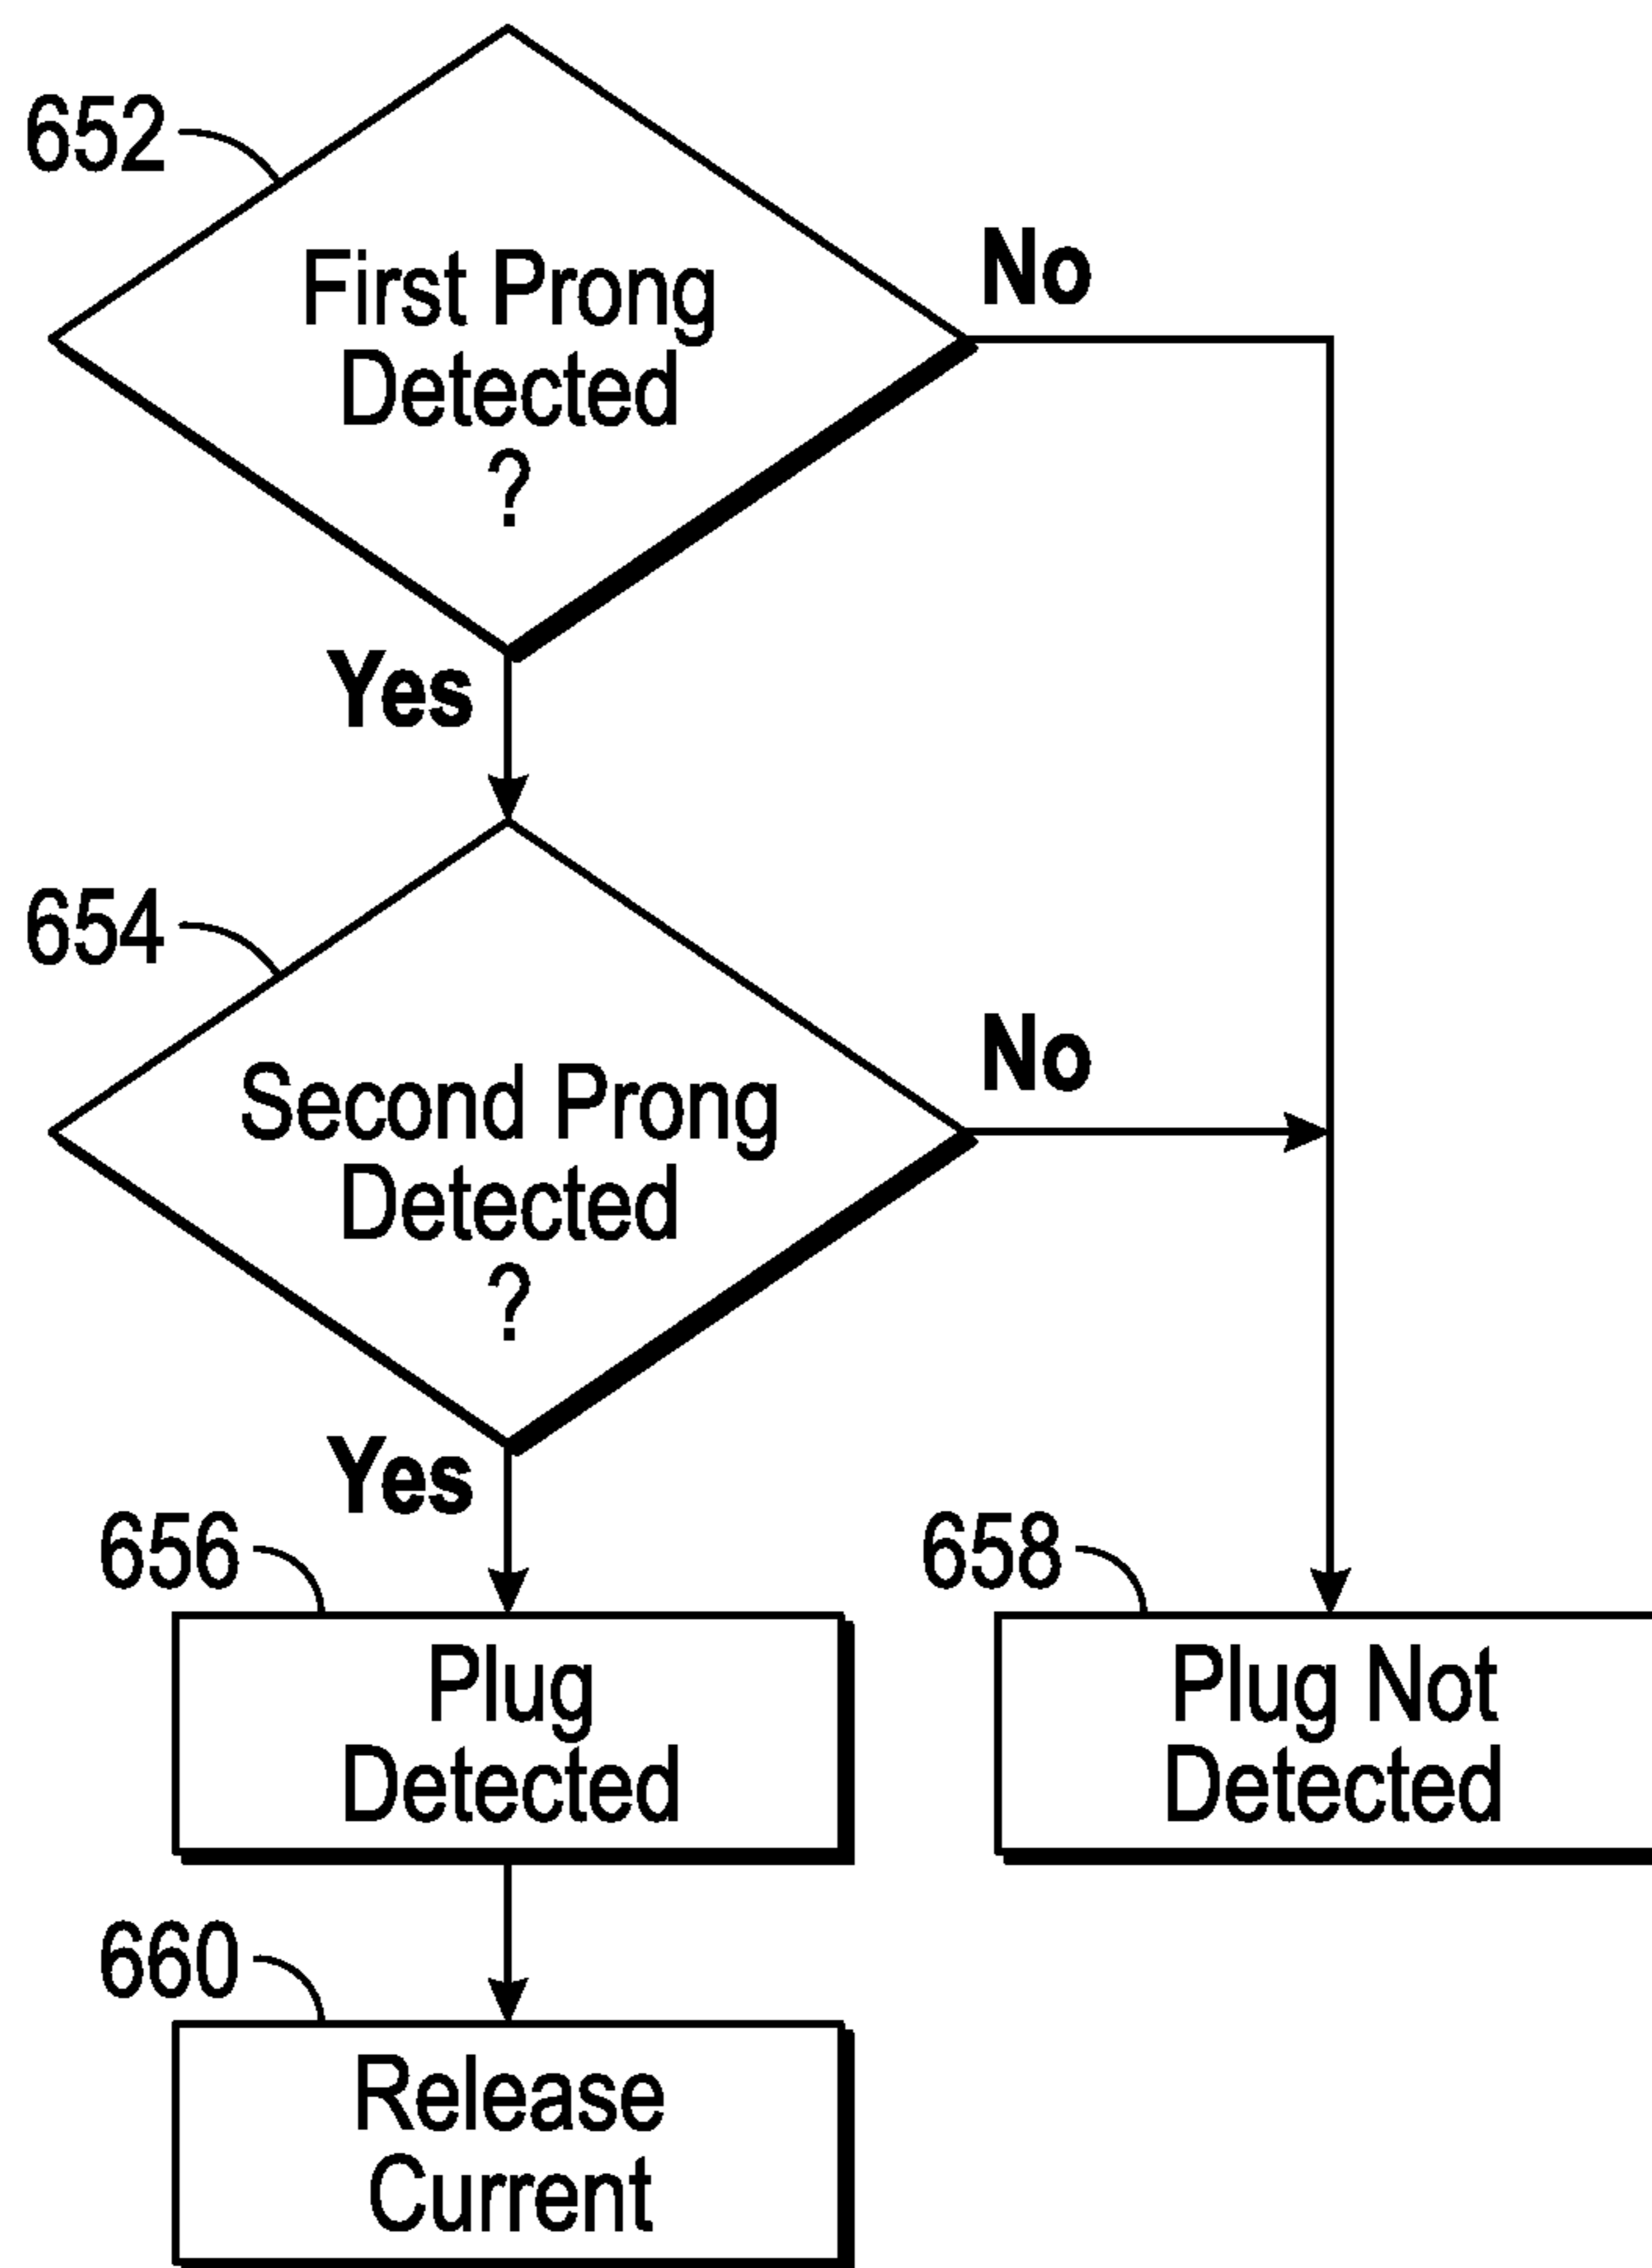 652
First Prong
Detected
?
No
Yes
654
Second Prong
Detected
?
No
Yes
656
Plug
Detected
658
Plug Not
Detected
660
Release
Current